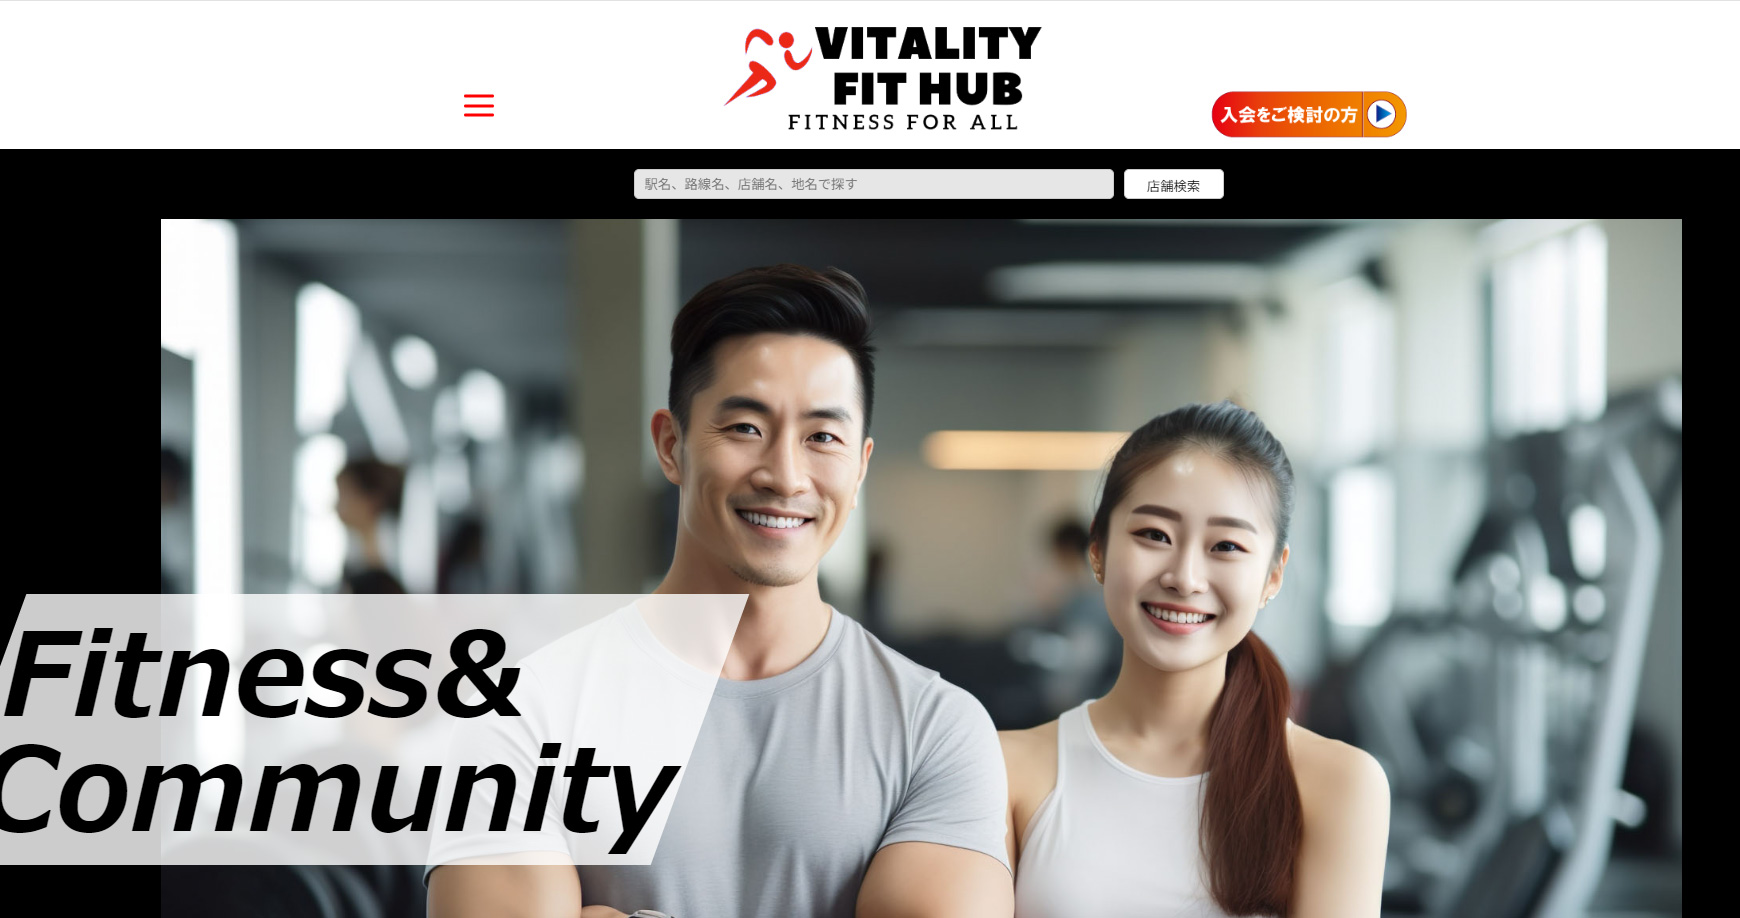 VITALITY
FIT HUB
FITNESS FOR ALL
入会をご検討の方
駅名、路線名、店舗名、地名で探す
店舗検索
Fitness&
Community